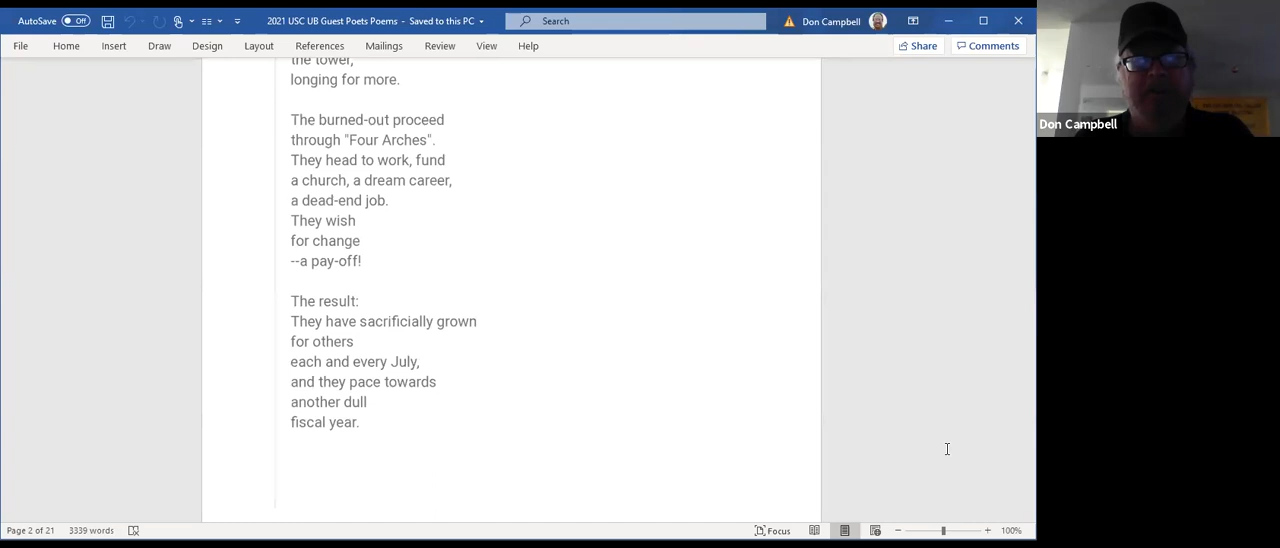 AutoSave Off 2021 USC UB Guest Poets Poems - Saved to this PC Search Don Campbell
File Home Insert Draw Design Layout References Mailings Review View Help Share Comments
the tower,
longing for more.
The burned-out proceed
through "Four Arches".
They head to work, fund
a church, a dream career,
a dead-end job.
They wish
for change
--a pay-off!
The result:
They have sacrificially grown
for others
each and every July,
and they pace towards
another dull
fiscal year.
Page 2 of 21 3339 words Focus 100%
Don Campbell